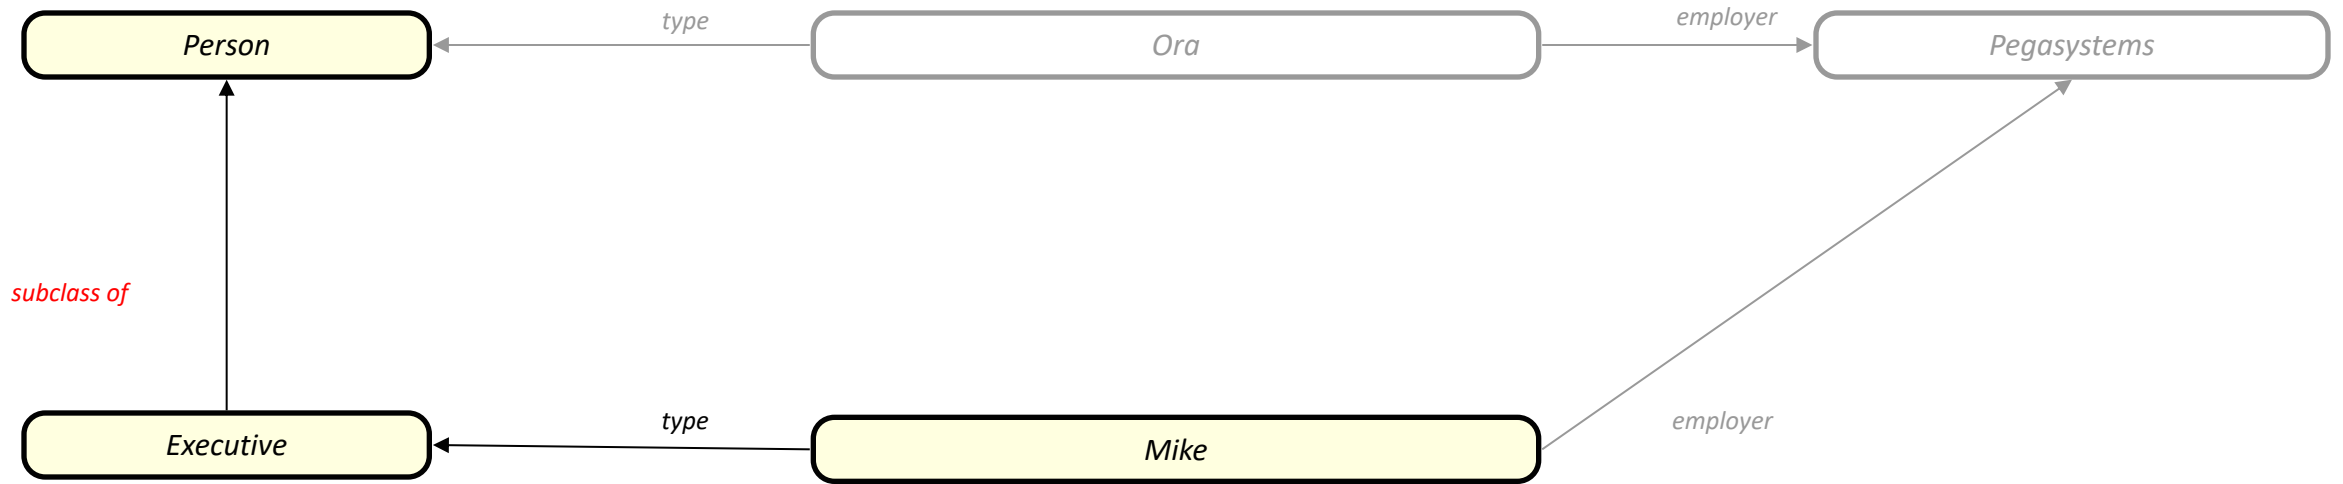 Person
type
Ora
employer
Pegasystems
subclass of
Executive
type
Mike
employer